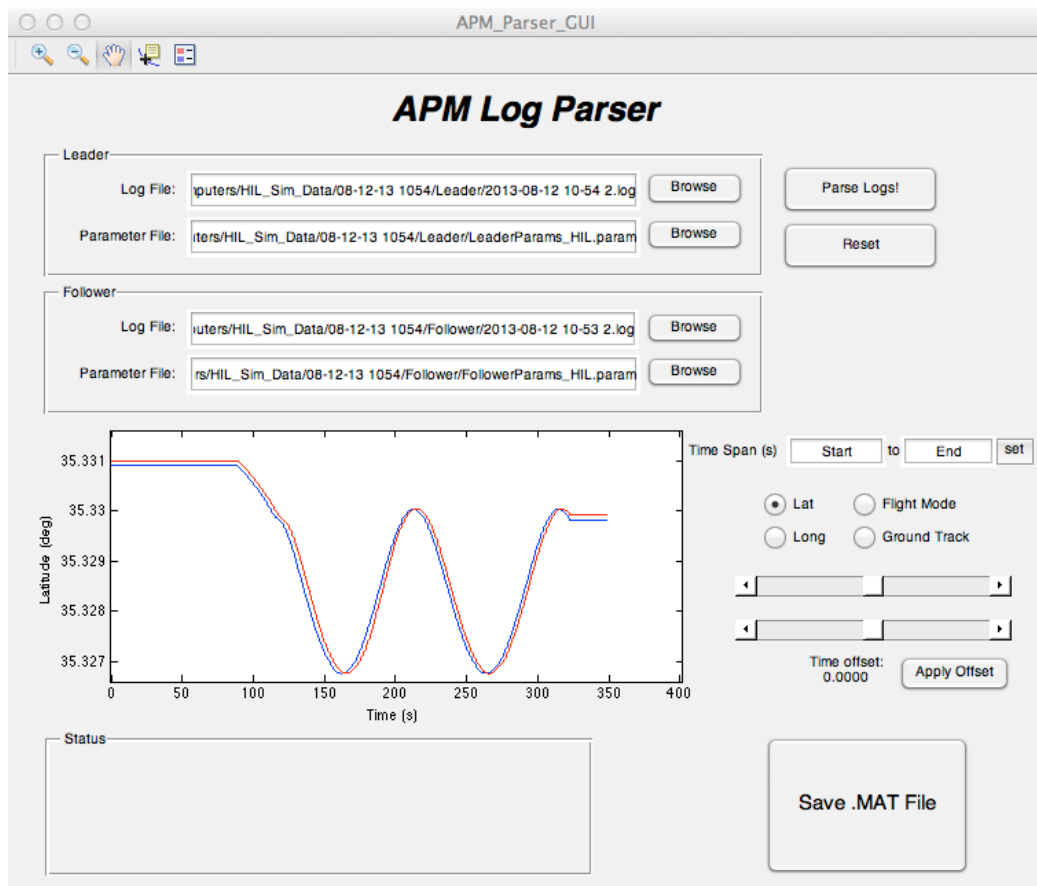 APM_Parser_GUI
APM Log Parser
Leader
Log File:
nputers/HIL_Sim_Data/08-12-13 1054/Leader/2013-08-12 10-54 2.log
Browse
Parameter File:
iters/HIL_Sim_Data/08-12-13 1054/Leader/LeaderParams_HIL.param
Browse
Parse Logs!
Reset
Follower
Log File:
uters/HIL_Sim_Data/08-12-13 1054/Follower/2013-08-12 10-53 2.log
Browse
Parameter File:
rs/HIL_Sim_Data/08-12-13 1054/Follower/FollowerParams_HIL.param
Browse
35.331
35.33
35.329
35.328
35.327
Latitude (deg)
0 50 100 150 200 250 300 350 400
Time (s)
Time Span (s) Start to End set
Lat Flight Mode
Long Ground Track
Time offset:
0.0000
Apply Offset
Status
Save .MAT File